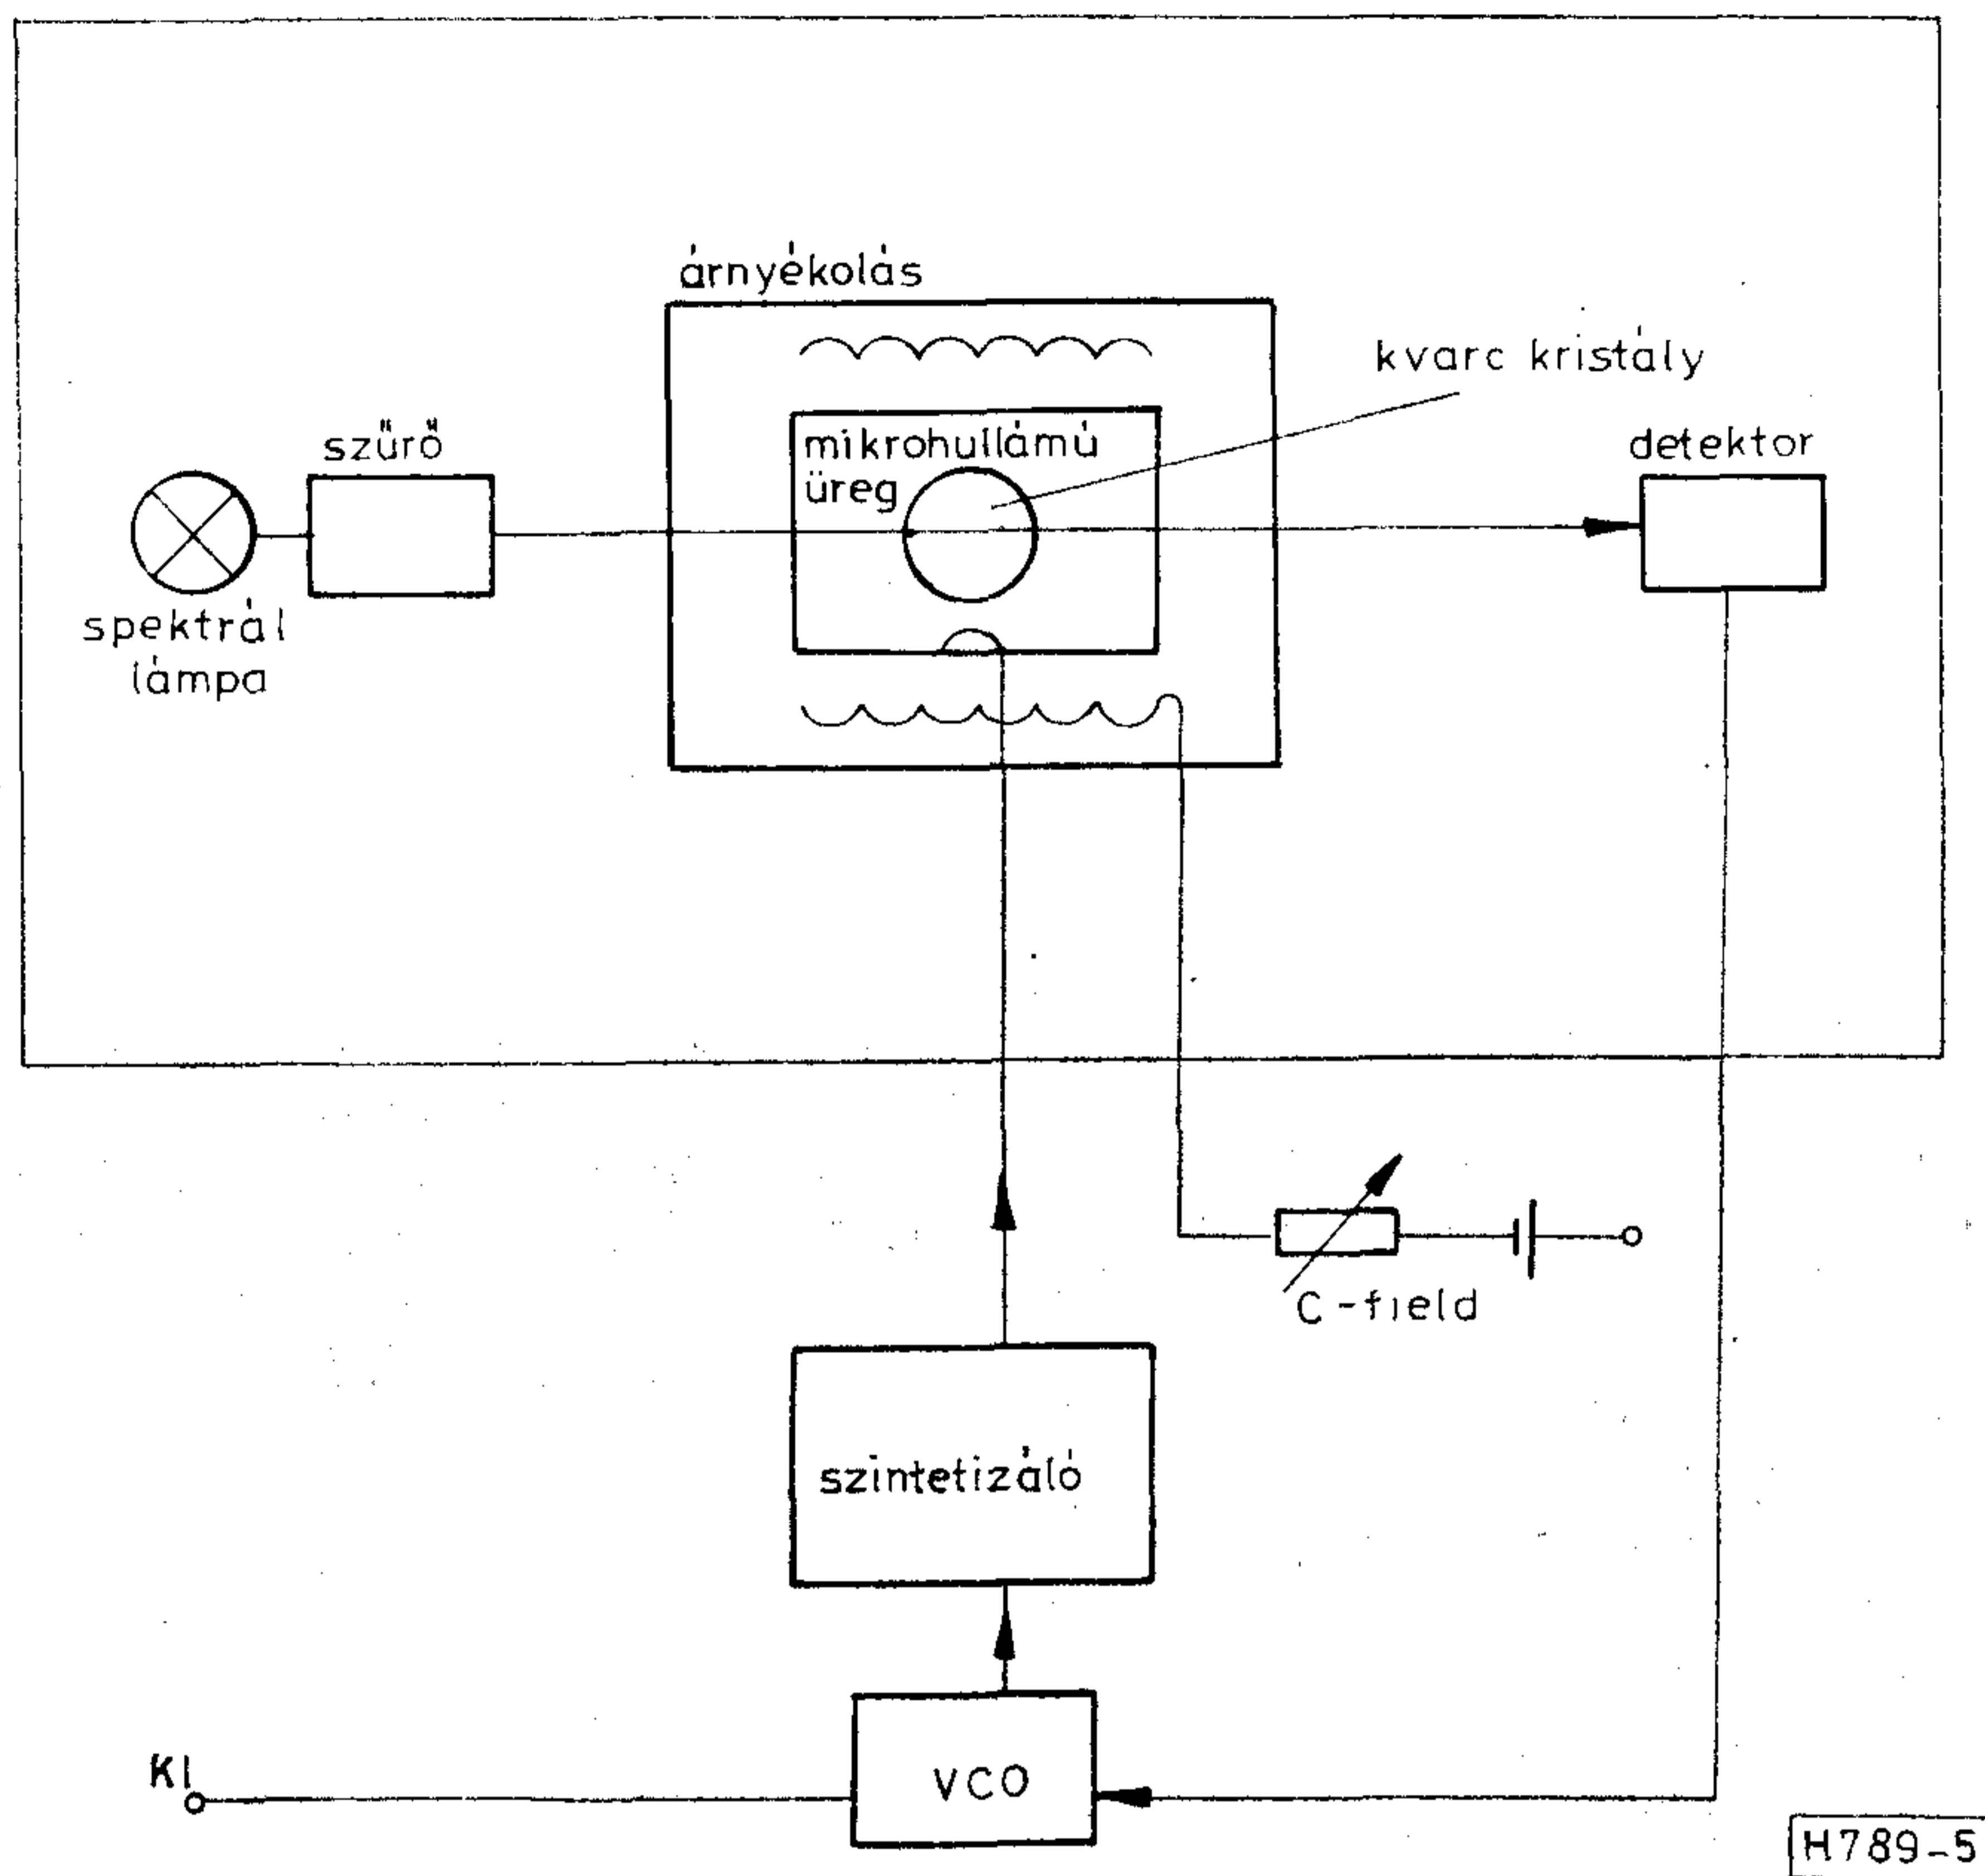 árnyékolás
kvarc kristály
szűrő
mikrohullámú
üreg
detektor
spektrál
lámpa
C-field
szintetizáló
KI
VCO
H789-5